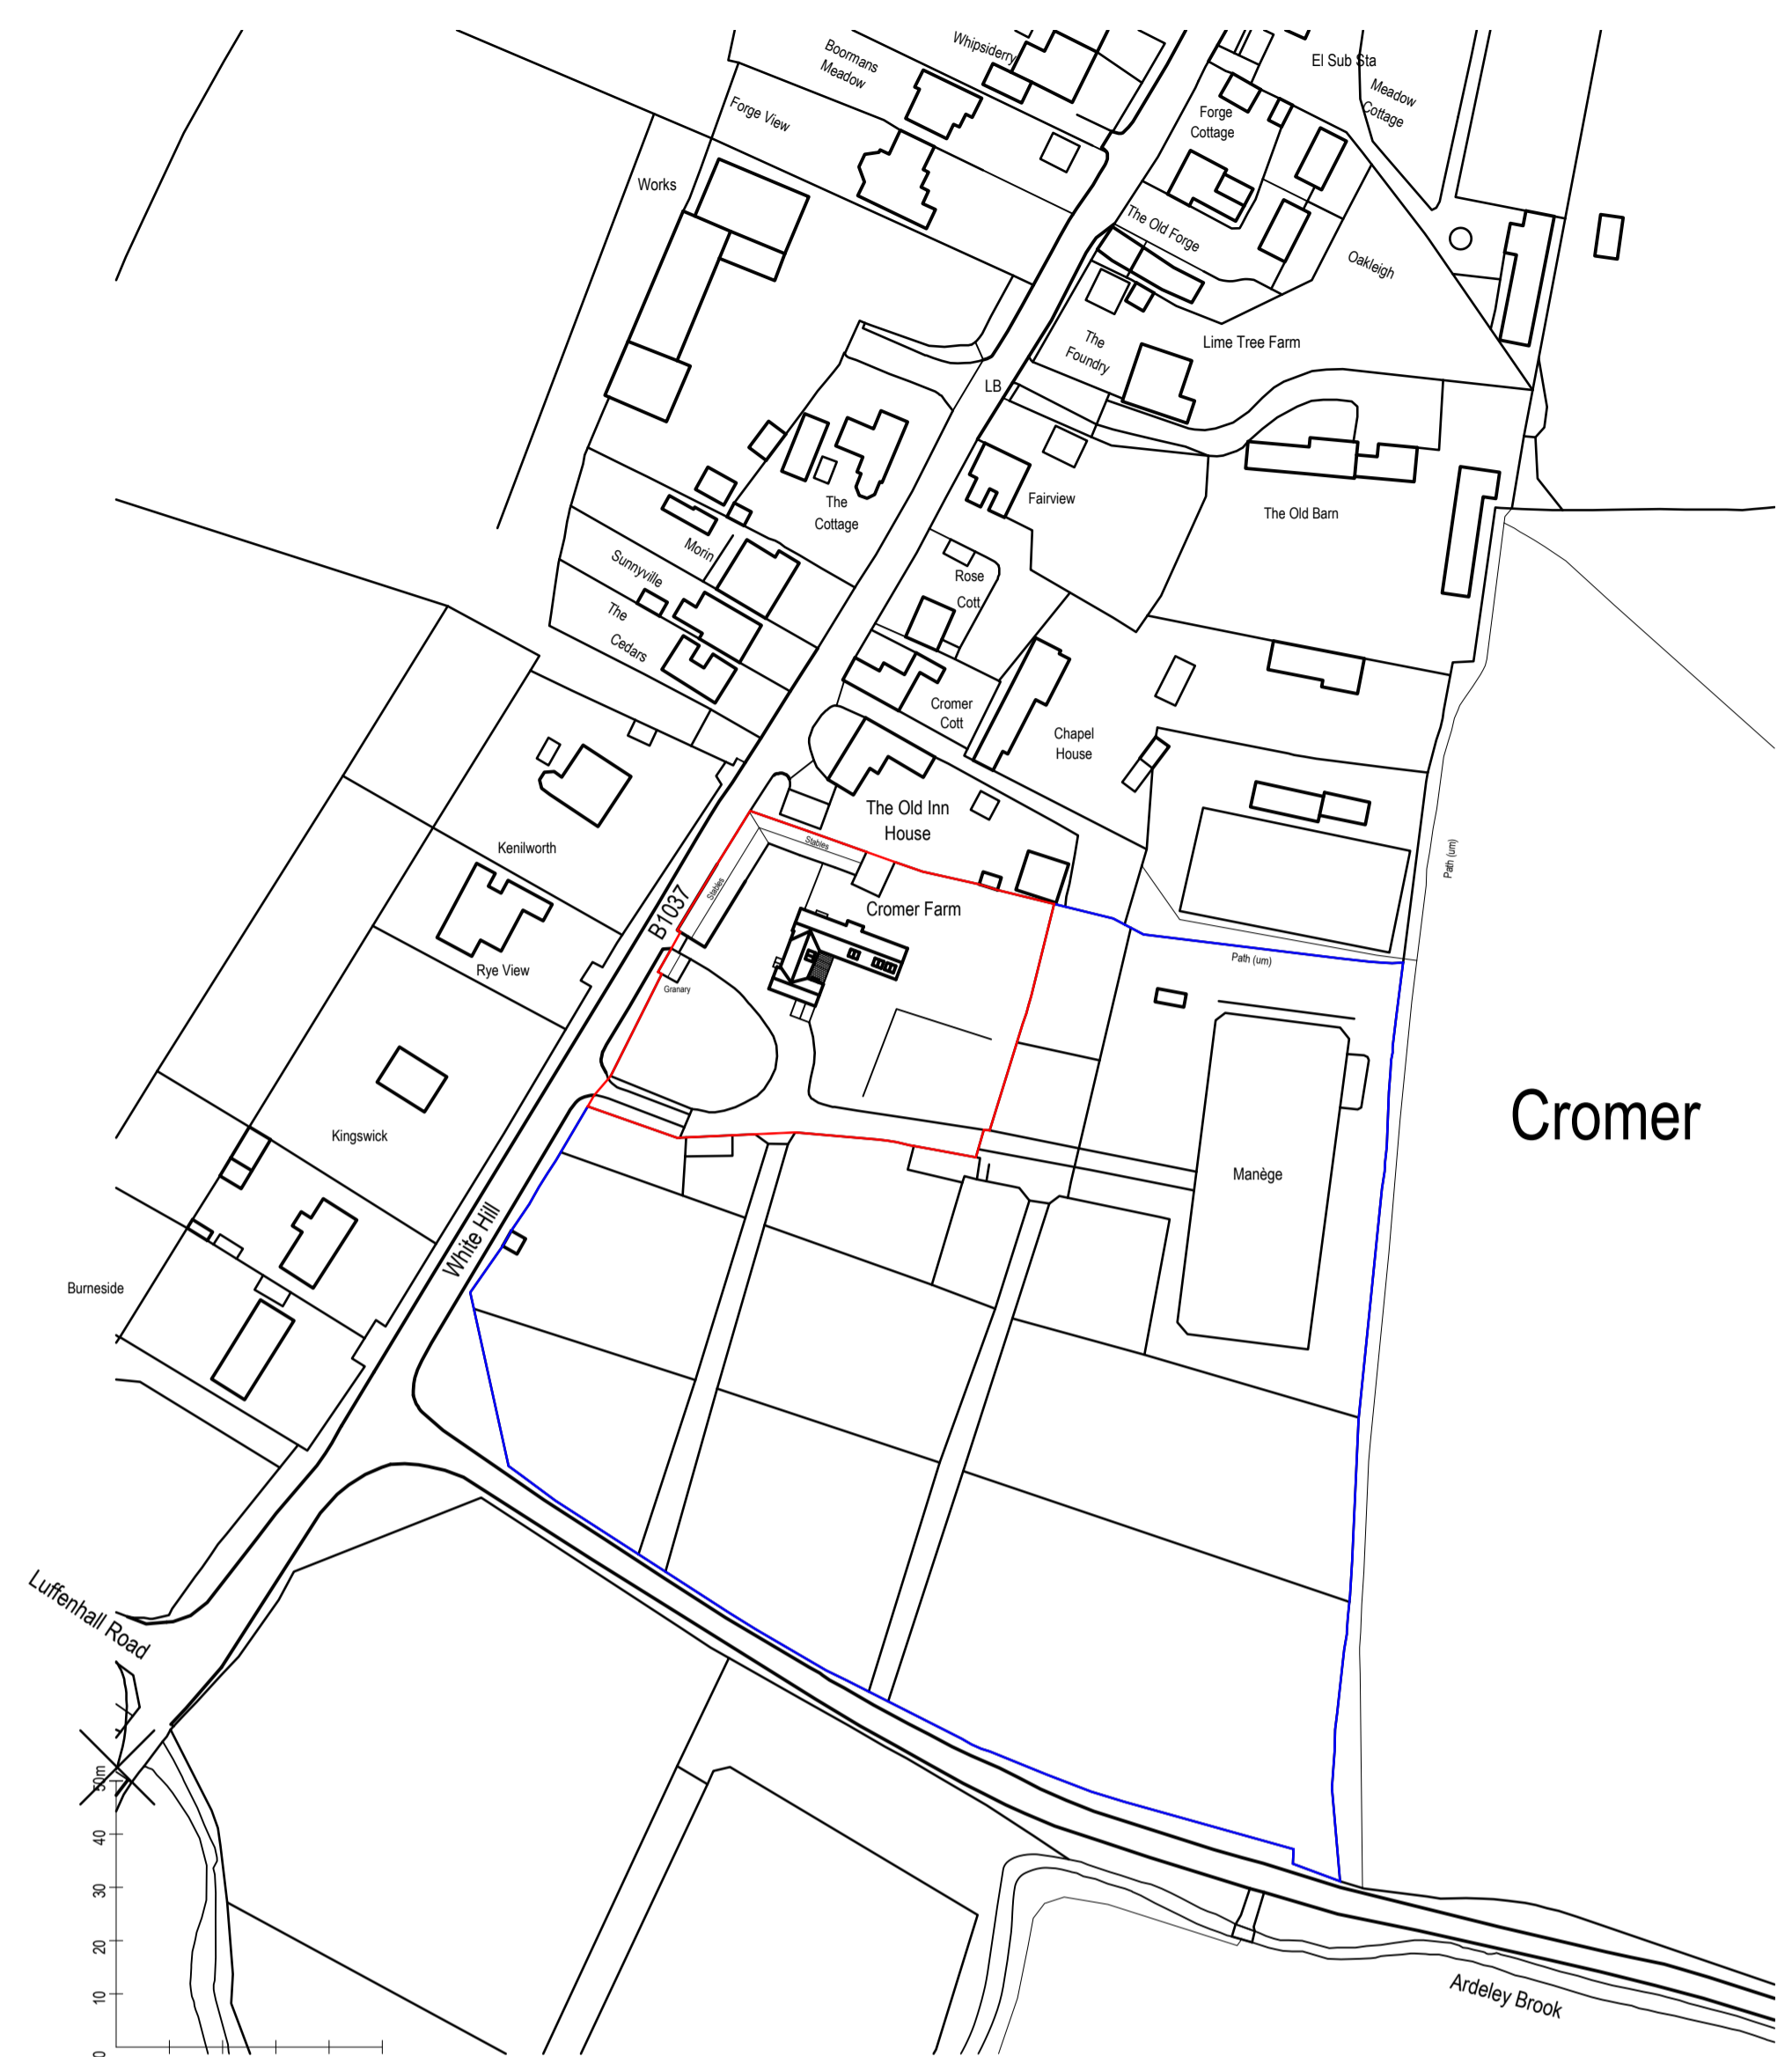 Whipsiderry
Boormans
Meadow
El Sub Sta
Meadow
Cottage
Forge View
Forge
Cottage
Works
The Old Forge
Oakleigh
The
Foundry
Lime Tree Farm
LB
The
Cottage
Fairview
The Old Barn
Morin
Sunnyville
The
Cedars
Rose
Cott
Cromer
Cott
Chapel
House
The Old Inn
House
Kenilworth
Stables
Stables
Path (um)
B1037
Cromer Farm
Rye View
Granary
Path (um)
Cromer
Kingswick
Manège
White Hill
Burneside
Luffenhall Road
50m
40
30
20
10
0
Ardeley Brook